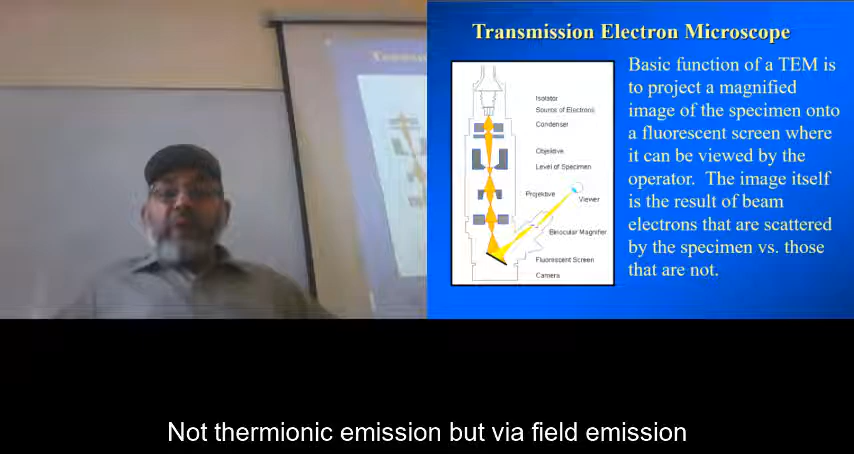 Transmission Electron Microscope
Basic function of a TEM is
to project a magnified
image of the specimen onto
a fluorescent screen where
it can be viewed by the
operator. The image itself
is the result of beam
electrons that are scattered
by the specimen vs. those
that are not.
Isolator
Source of Electrons
Condenser
Objektive
Level of Specimen
Projektive
Viewer
Binocular Magnifier
Fluorescent Screen
Camera
Not thermionic emission but via field emission